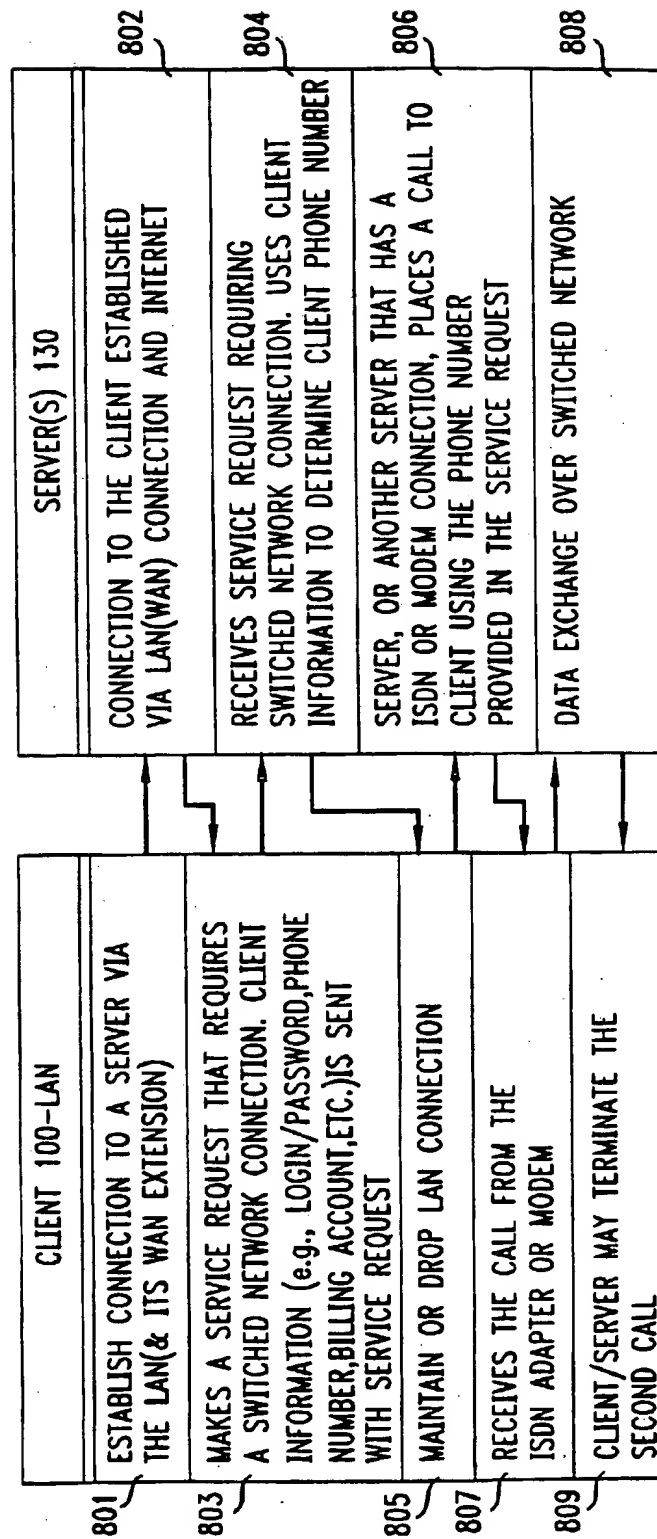 CLIENT 100-LAN
801
ESTABLISH CONNECTION TO A SERVER VIA
THE LAN(& ITS WAN EXTENSION)
803
MAKES A SERVICE REQUEST THAT REQUIRES
A SWITCHED NETWORK CONNECTION. CLIENT
INFORMATION (e.g., LOGIN/PASSWORD,PHONE
NUMBER,BILLING ACCOUNT,ETC.)IS SENT
WITH SERVICE REQUEST
805
MAINTAIN OR DROP LAN CONNECTION
807
RECEIVES THE CALL FROM THE
ISDN ADAPTER OR MODEM
809
CLIENT/SERVER MAY TERMINATE THE
SECOND CALL
SERVER(S) 130
CONNECTION TO THE CLIENT ESTABLISHED
VIA LAN(WAN) CONNECTION AND INTERNET
802
RECEIVES SERVICE REQUEST REQUIRING
SWITCHED NETWORK CONNECTION. USES CLIENT
INFORMATION TO DETERMINE CLIENT PHONE NUMBER
804
SERVER, OR ANOTHER SERVER THAT HAS A
ISDN OR MODEM CONNECTION, PLACES A CALL TO
CLIENT USING THE PHONE NUMBER
PROVIDED IN THE SERVICE REQUEST
806
DATA EXCHANGE OVER SWITCHED NETWORK
808